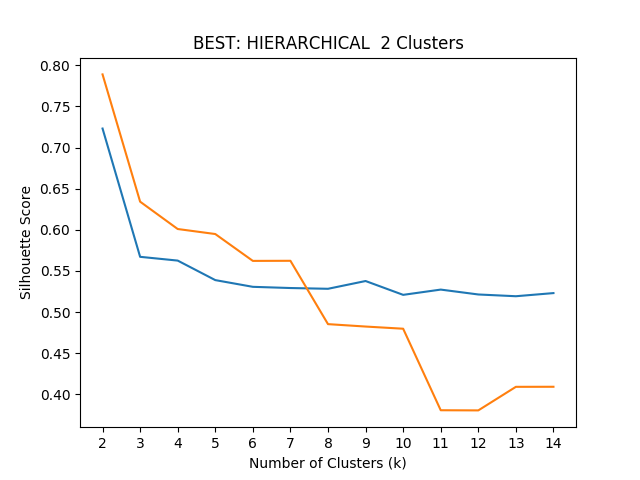 BEST: HIERARCHICAL  2 Clusters
0.80
0.75
0.70
0.65
0.60
0.55
0.50
0.45
0.40
Silhouette Score
2 3 4 5 6 7 8 9 10 11 12 13 14
Number of Clusters (k)